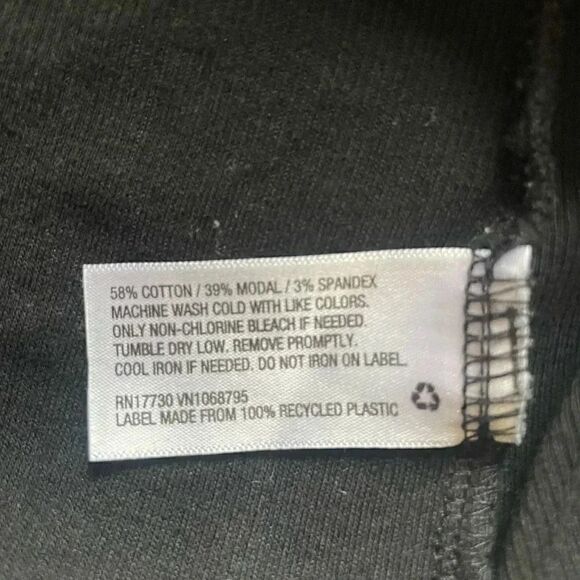 58% COTTON / 39% MODAL / 3% SPANDEX
MACHINE WASH COLD WITH LIKE COLORS.
ONLY NON-CHLORINE BLEACH IF NEEDED.
TUMBLE DRY LOW. REMOVE PROMPTLY.
COOL IRON IF NEEDED. DO NOT IRON ON LABEL.
RN17730 VN1068795
LABEL MADE FROM 100% RECYCLED PLASTIC